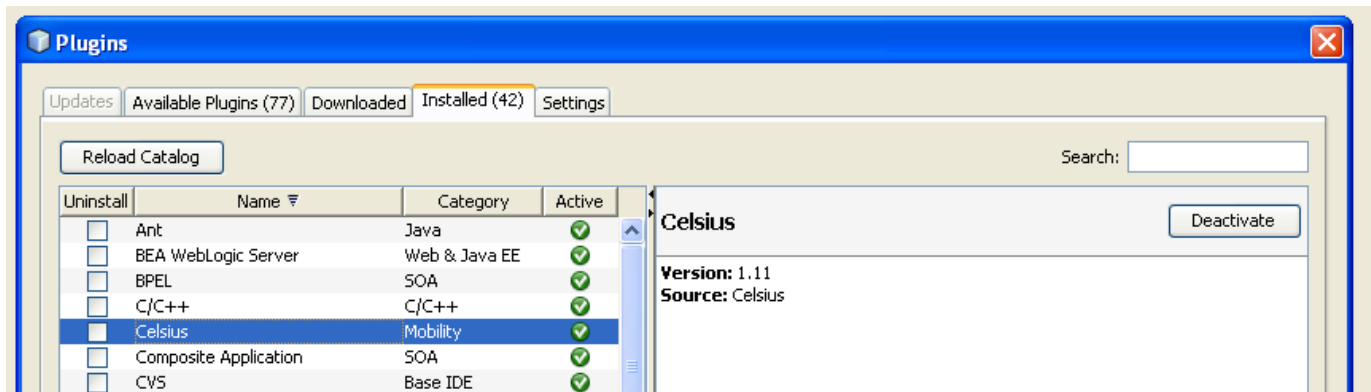 Plugins
Updates Available Plugins (77) Downloaded Installed (42) Settings
Reload Catalog Search:
Uninstall Name Category Active
Ant Java
BEA WebLogic Server Web & Java EE
BPEL SOA
C/C++ C/C++
Celsius Mobility
Composite Application SOA
CVS Base IDE
Celsius Deactivate
Version: 1.11
Source: Celsius